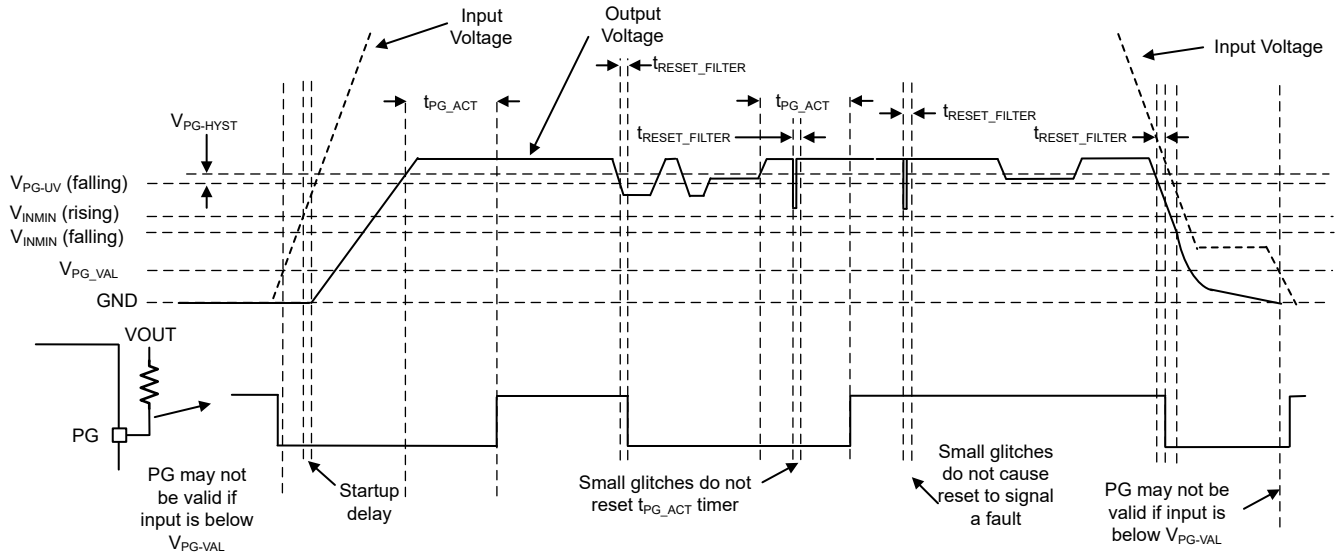 Input
Voltage
Output
Voltage
Input Voltage
tRESET_FILTER
tPG_ACT
tPG_ACT
tRESET_FILTER
tRESET_FILTER
tRESET_FILTER
VPG-HYST
VPG-UV (falling)
VINMIN (rising)
VINMIN (falling)
VPG_VAL
GND
VOUT
PG
PG may not
be valid if
input is below
VPG-VAL
Startup
delay
Small glitches do not
reset tPG_ACT timer
Small glitches
do not cause
reset to signal
a fault
PG may not be
valid if input is
below VPG-VAL